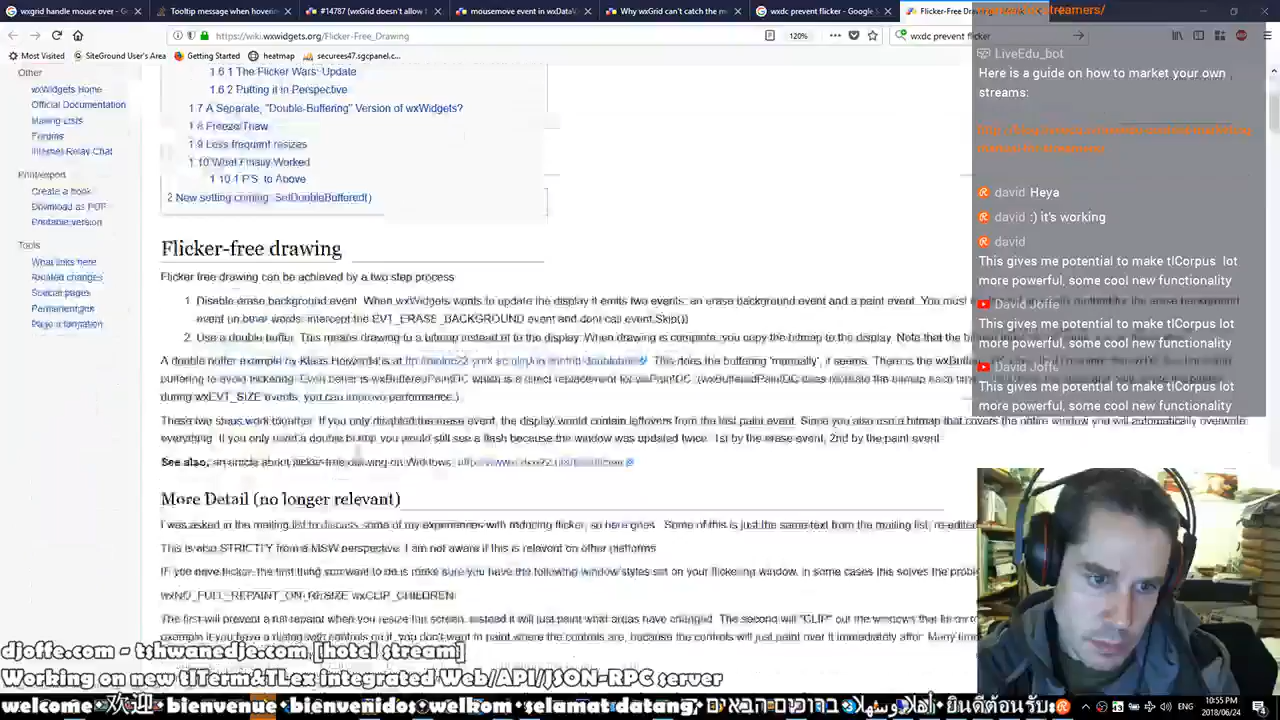 wxgrid handle mouse over - G
Tooltip message when hoverin
#14787 (wxGrid doesn't allow f
mousemove event in wxDataV
Why wxGrid can't catch the m
wxdc prevent flicker - Google S
Flicker-Free Drawing
https://wiki.wxwidgets.org/Flicker-Free_Drawing
120%
wxdc prevent flicker
Most Visited
SiteGround User's Area
Getting Started
heatmap
securees47.sgcpanel.c...
Other
wxWidgets Home
Official Documentation
Mailing Lists
Forums
Internet Relay Chat
Print/export
Create a book
Download as PDF
Printable version
Tools
What links here
Related changes
Special pages
Permanent link
Page information
1.6.1 The Flicker Wars: Update
1.6.2 Putting it in Perspective
1.7 A Separate, "Double-Buffering" Version of wxWidgets?
1.8 Freeze/Thaw
1.9 Less frequent resizes
1.10 What Finally Worked
1.10.1 P.S. to Above
2 New setting coming: SetDoubleBuffered()
Flicker-free drawing
Flicker free drawing can be achieved by a two step process
1. Disable erase background event. When wxWidgets wants to update the display it emits two events: an erase background event and a paint event. You must
event (in other words: intercept the EVT_ERASE_BACKGROUND event and dont call event.Skip())
2. Use a double buffer. This means drawing to a bitmap instead of to the display. When drawing is complete, you copy the bitmap to the display. Note that the
A double buffer example by Klaus
This does the buffering 'manually', it seems. There is the
buffering to avoid flickering. Even better is wxBufferedPaintDC which is a direct replacement for wxPaintDC. (wxBufferedPaintDC does
the bitmap each
during wxEVT_SIZE events, you can improve performance.)
These two steps work together. If you only disabled the erase event, the display would contain leftovers from the last paint event. Since you also use a bitmap that covers the entire window you will automatically overwrite
everything. If you only used a double buffer you would still see a flash because the window was updated twice. 1st by the erase event, 2nd by the paint event
See also, an article about flicker-free drawing on Windows
More Detail (no longer relevant)
I was asked in the mailing list to discuss some of my experiences with reducing flicker, so here goes. Some of this is just the same text from the mailing list, re-edited
This is also STRICTLY from a MSW perspective. I am not aware if this is relevant on other platforms
IF you have flicker the first thing you want to do is make sure you have the following window styles set on your flickering window. In some cases this solves the
wxNO_FULL_REPAINT_ON_RESIZE wxCLIP_CHILDREN
The first will prevent a full repaint when you resize the screen, instead it will just paint what areas have changed. The second will "CLIP" out the windows
example if you have a dialog with controls on it, you don't want to paint where the controls are, because the controls will just paint over it immediately after. Many
LiveEdu_bot
Here is a guide on how to market your own
streams:
david Heya
david :) it's working
david
This gives me potential to make tlCorpus lot
more powerful, some cool new functionality
David Joffe
This gives me potential to make tlCorpus lot
more powerful, some cool new functionality
David Joffe
This gives me potential to make tlCorpus lot
more powerful, some cool new functionality
djoffe.com - tshwanedje.com [hotel stream]
Working on new tlTerm&TLex integrated Web/API/JSON-RPC server
welcome 欢迎 bienvenue bienvenidos welkom selamat datang ברוכים הבאים أهلا وسهلا ยินดีต้อนรับ
10:55 PM
2018/06/24